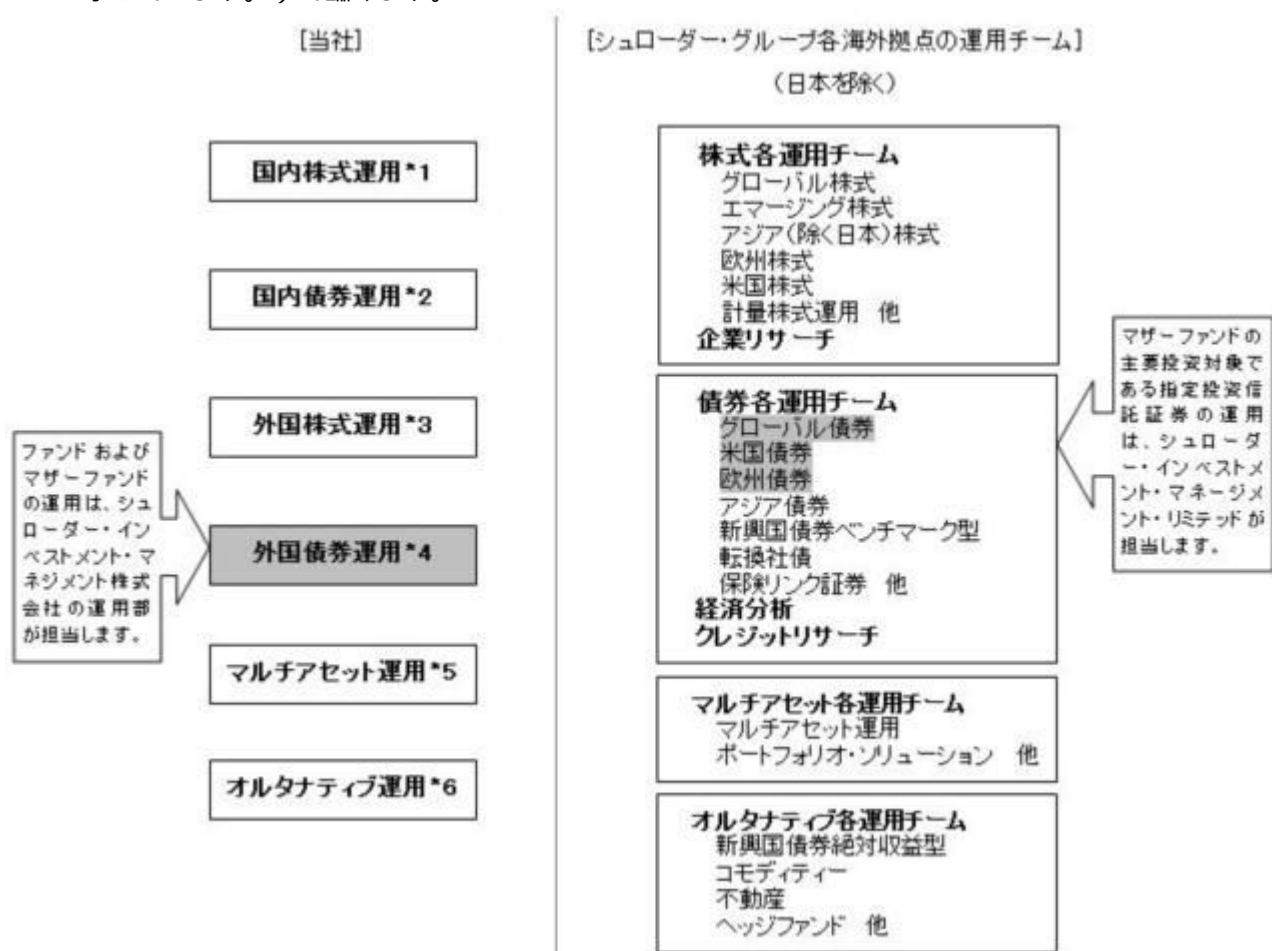 [当社]
[シュローダー・グループ各海外拠点の運用チーム]
(日本を除く)
国内株式運用*1
国内債券運用*2
外国株式運用*3
外国債券運用*4
マルチアセット運用*5
オルタナティブ運用*6
ファンド および
マザーファンド
の運用は、シュ
ローダー・イン
ベストメント・マ
ネジメント株式
会社の運用部
が担当します。
株式各運用チーム
グローバル株式
エマージング株式
アジア(除く日本)株式
欧州株式
米国株式
計量株式運用 他
企業リサーチ
債券各運用チーム
グローバル債券
米国債券
欧州債券
アジア債券
新興国債券ベンチマーク型
転換社債
保険リンク証券 他
経済分析
クレジットリサーチ
マルチアセット各運用チーム
マルチアセット運用
ポートフォリオ・ソリューション 他
オルタナティブ各運用チーム
新興国債券絶対収益型
コモディティー
不動産
ヘッジファンド 他
マザーファンドの
主要投資対象で
ある指定投資信
託証券の運用
は、シュローダ
ー・インベストメ
ント・マネージメ
ント・リミテッドが
担当します。